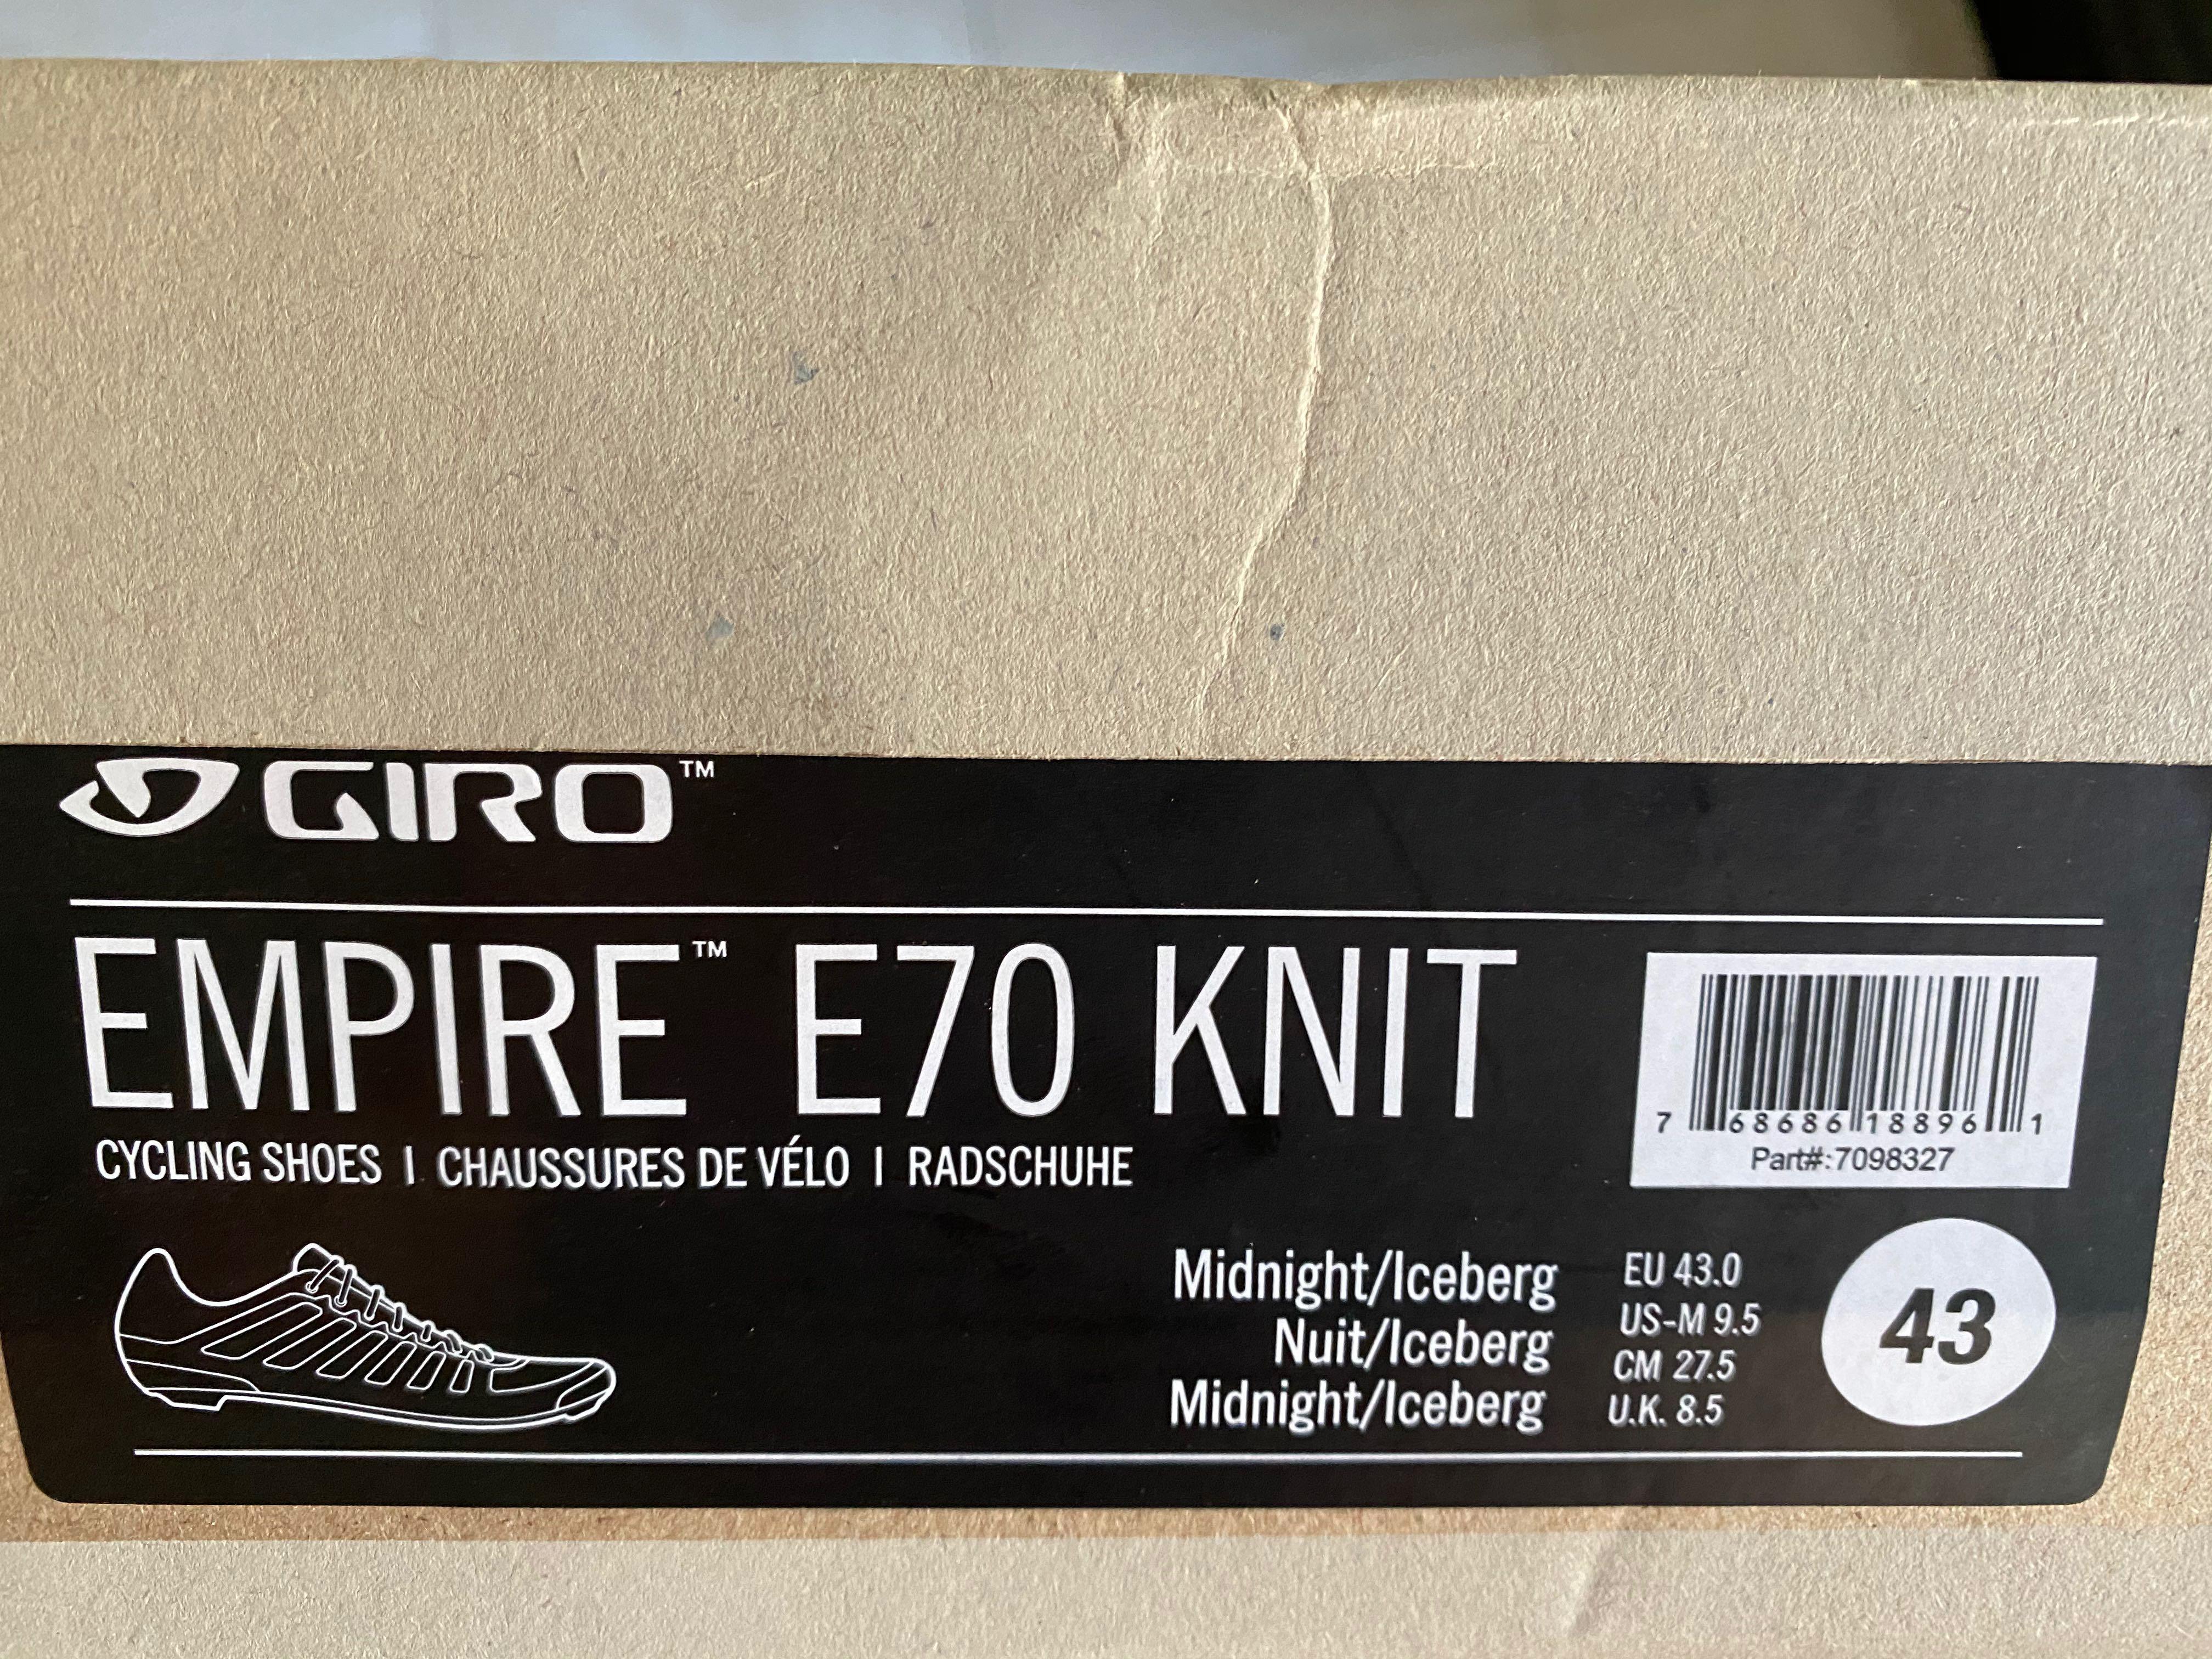 GIRO™
EMPIRE™ E70 KNIT
CYCLING SHOES | CHAUSSURES DE VÉLO | RADSCHUHE
7 68686 18896 1
Part#:7098327
Midnight/Iceberg
Nuit/Iceberg
Midnight/Iceberg
EU 43.0
US-M 9.5
CM 27.5
U.K. 8.5
43